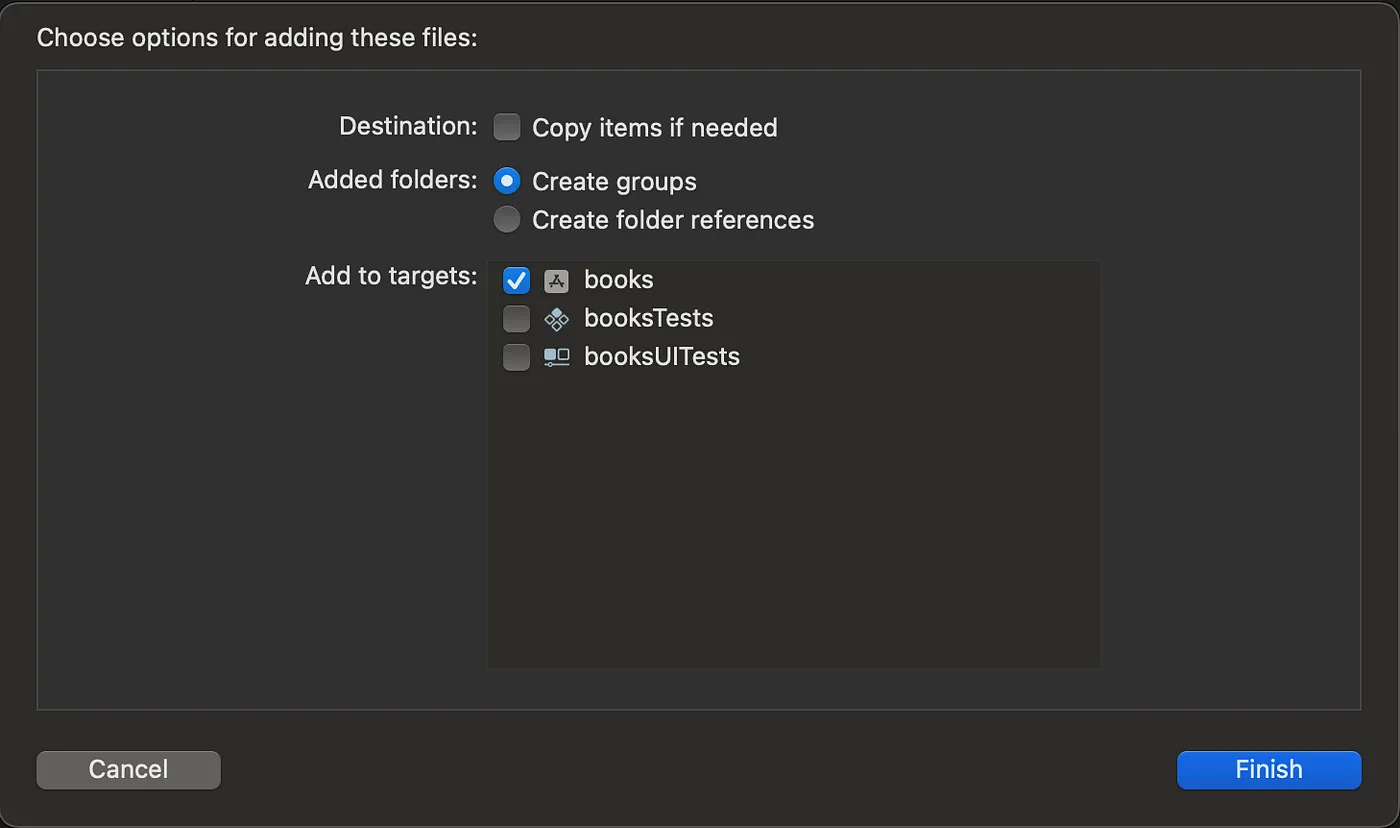 Choose options for adding these files:
Destination: Copy items if needed
Added folders: Create groups
Create folder references
Add to targets: books
booksTests
booksUITests
Cancel Finish